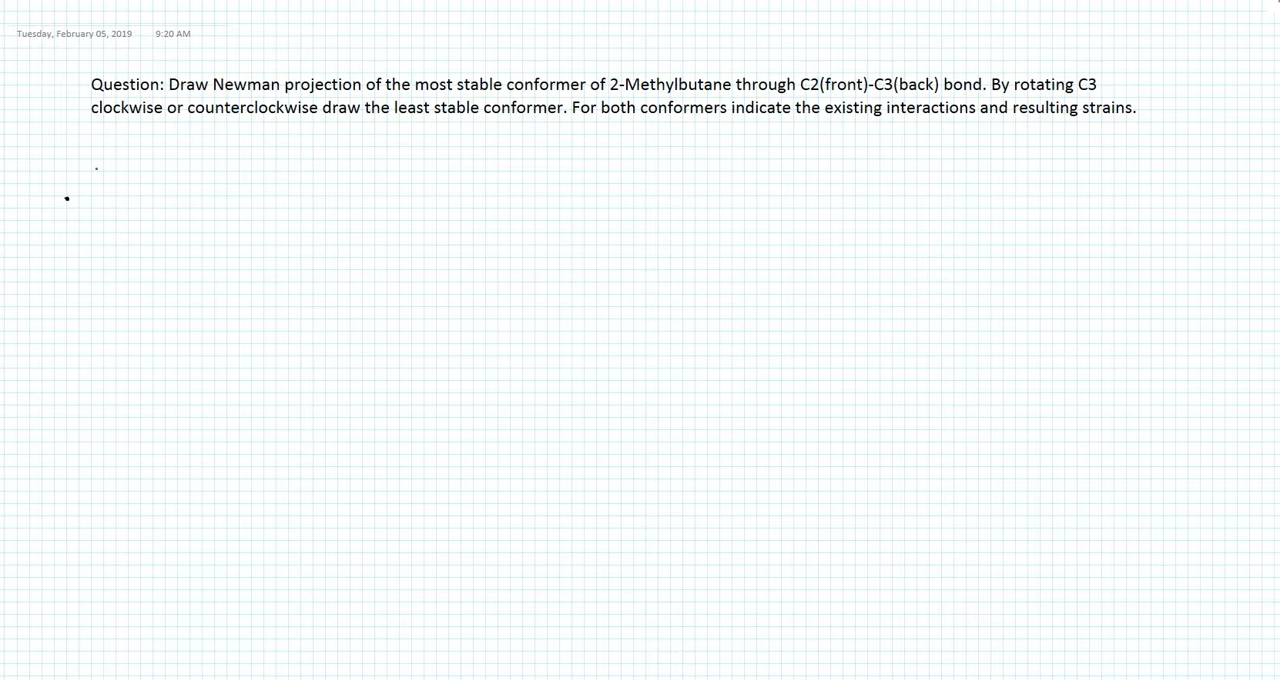 Tuesday, February 05, 2019 9:20 AM
Question: Draw Newman projection of the most stable conformer of 2-Methylbutane through C2(front)-C3(back) bond. By rotating C3
clockwise or counterclockwise draw the least stable conformer. For both conformers indicate the existing interactions and resulting strains.